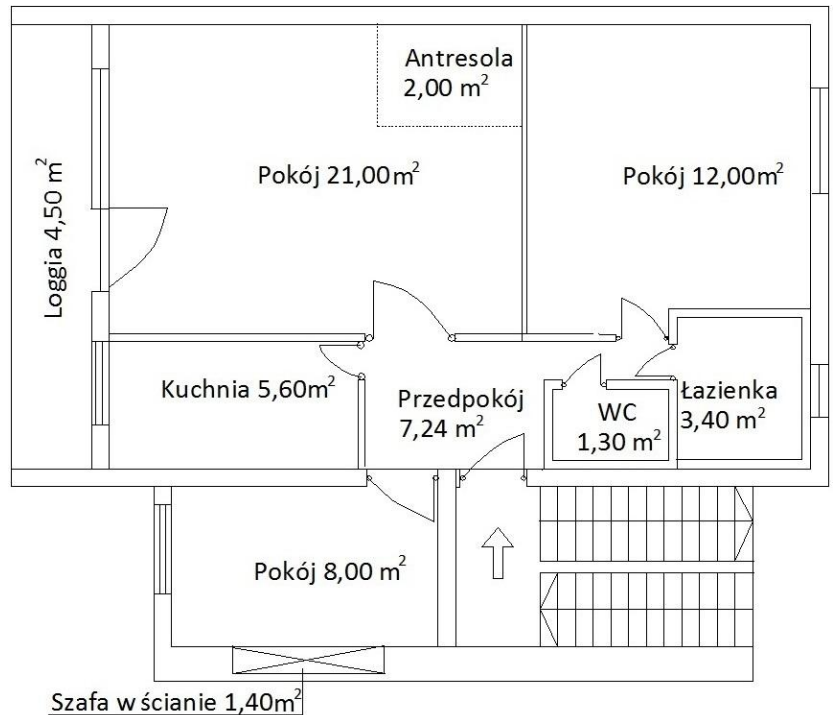 Antresola
2,00 m²
Pokój 21,00m²
Pokój 12,00m²
Loggia 4,50 m²
Kuchnia 5,60m²
Przedpokój
7,24 m²
WC
1,30 m²
Łazienka
3,40 m²
Pokój 8,00 m²
Szafa w ścianie 1,40m²